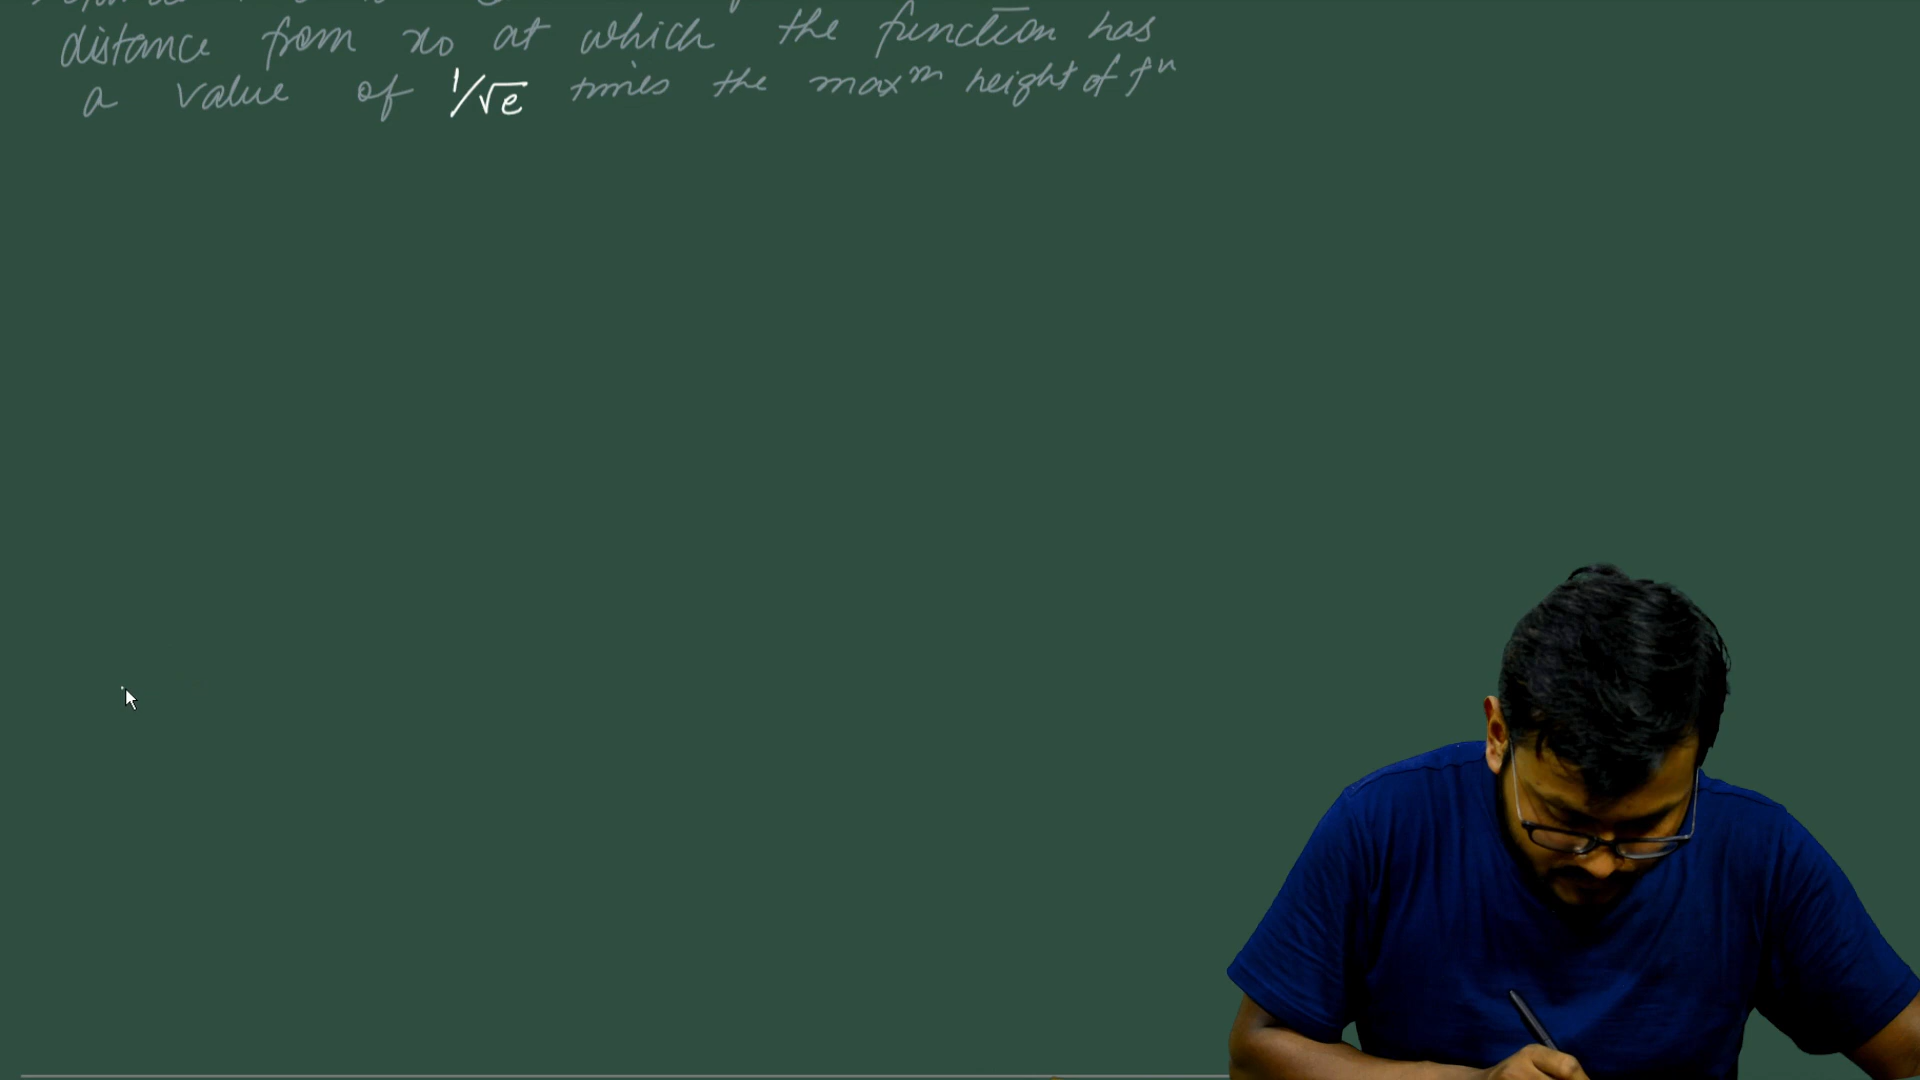 distance from x₀ at which the function has
a value of 1/√e times the maxᵐ height of fⁿ